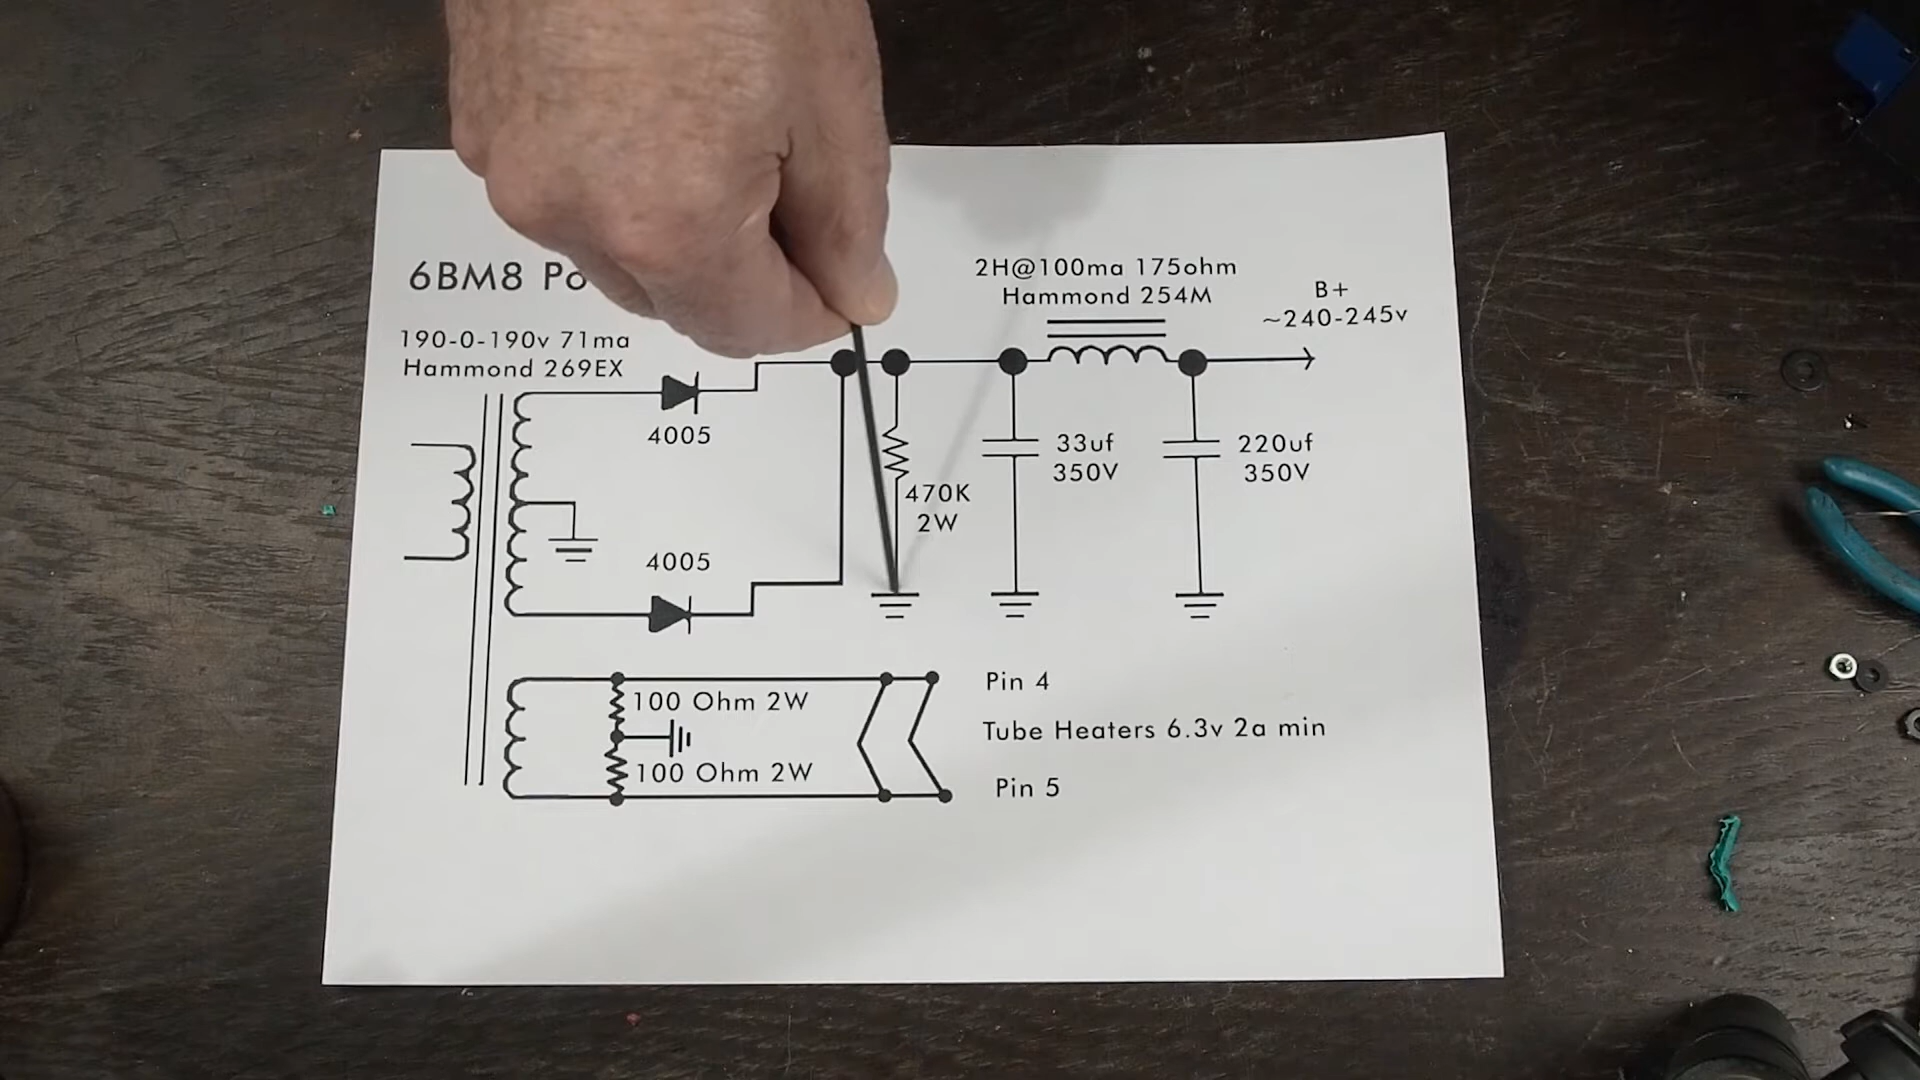 6BM8
190-0-190v 71ma
Hammond 269EX
4005
4005
470K
2W
2H@100ma 175ohm
Hammond 254M
B+
~240-245v
33uf
350V
220uf
350V
100 Ohm 2W
100 Ohm 2W
Pin 4
Tube Heaters 6.3v 2a min
Pin 5